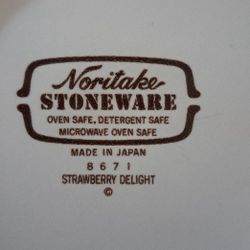 Noritake
STONEWARE
OVEN SAFE, DETERGENT SAFE
MICROWAVE OVEN SAFE
MADE IN JAPAN
8671
STRAWBERRY DELIGHT
©